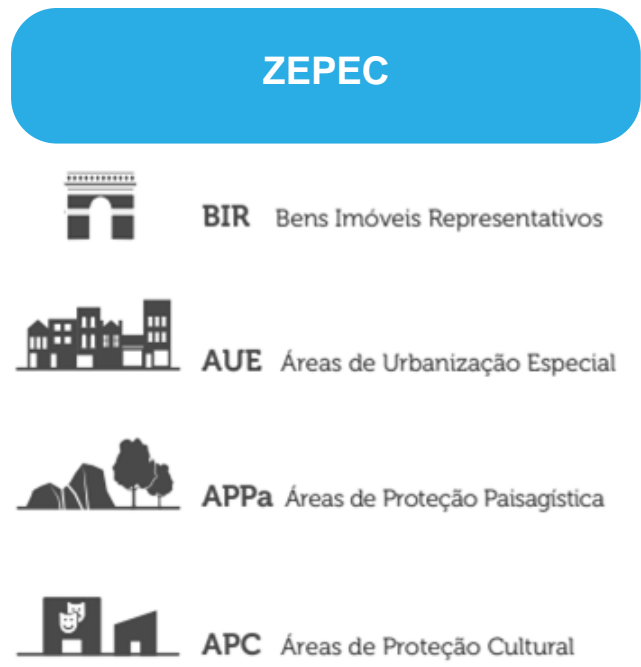 ZEPEC
BIR Bens Imóveis Representativos
AUE Áreas de Urbanização Especial
APPa Áreas de Proteção Paisagística
APC Áreas de Proteção Cultural